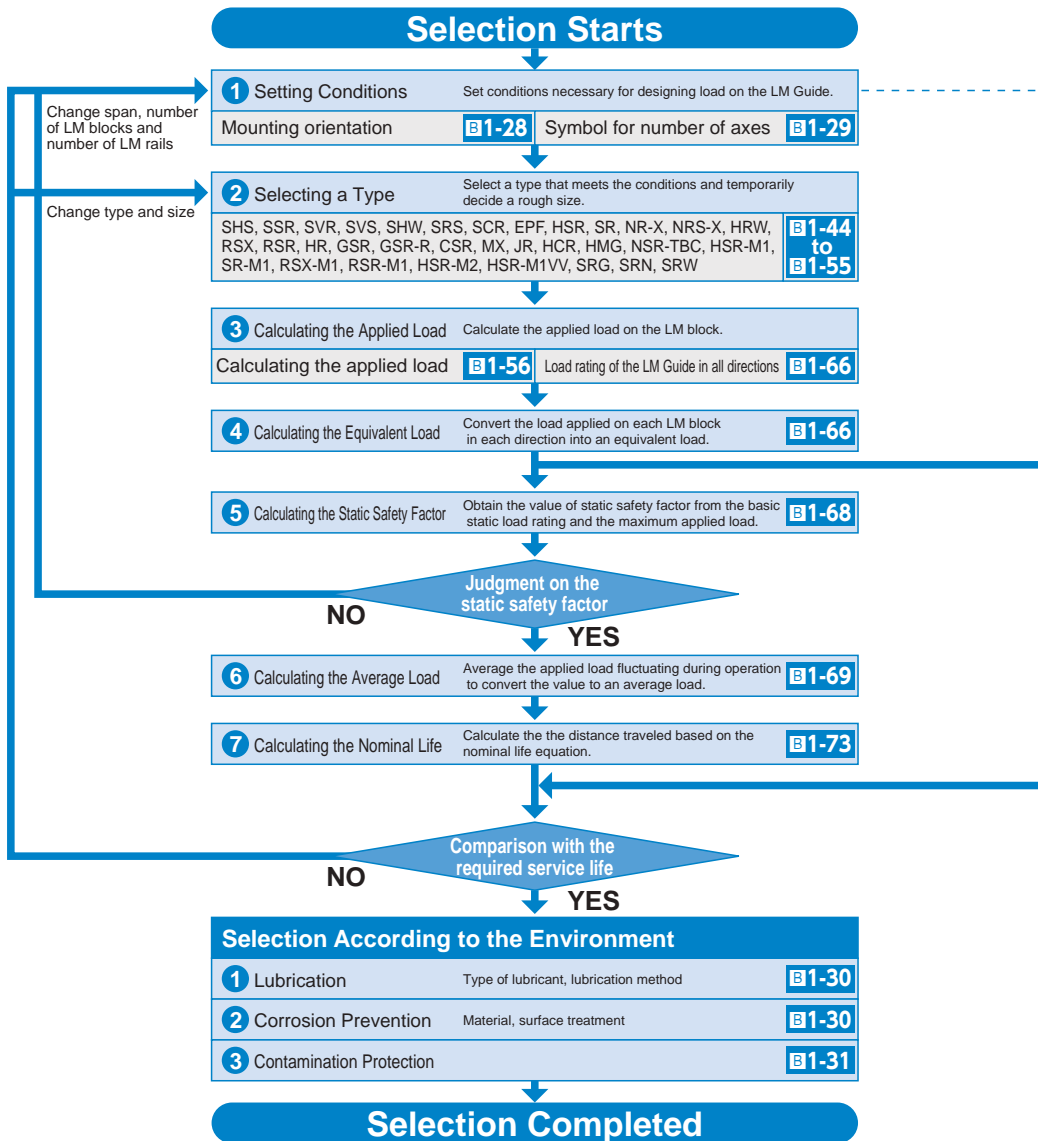 Selection Starts
1 Setting Conditions
Set conditions necessary for designing load on the LM Guide.
Mounting orientation B1-28
Symbol for number of axes B1-29
Change span, number
of LM blocks and
number of LM rails
2 Selecting a Type
Select a type that meets the conditions and temporarily
decide a rough size.
Change type and size
SHS, SSR, SVR, SVS, SHW, SRS, SCR, EPF, HSR, SR, NR-X, NRS-X, HRW,
RSX, RSR, HR, GSR, GSR-R, CSR, MX, JR, HCR, HMG, NSR-TBC, HSR-M1,
SR-M1, RSX-M1, RSR-M1, HSR-M2, HSR-M1VV, SRG, SRN, SRW
B1-44
to
B1-55
3 Calculating the Applied Load
Calculate the applied load on the LM block.
Calculating the applied load B1-56
Load rating of the LM Guide in all directions B1-66
4 Calculating the Equivalent Load
Convert the load applied on each LM block
in each direction into an equivalent load.
B1-66
5 Calculating the Static Safety Factor
Obtain the value of static safety factor from the basic
static load rating and the maximum applied load.
B1-68
Judgment on the
static safety factor
NO
YES
6 Calculating the Average Load
Average the applied load fluctuating during operation
to convert the value to an average load.
B1-69
7 Calculating the Nominal Life
Calculate the the distance traveled based on the
nominal life equation.
B1-73
Comparison with the
required service life
NO
YES
Selection According to the Environment
1 Lubrication
Type of lubricant, lubrication method
B1-30
2 Corrosion Prevention
Material, surface treatment
B1-30
3 Contamination Protection
B1-31
Selection Completed